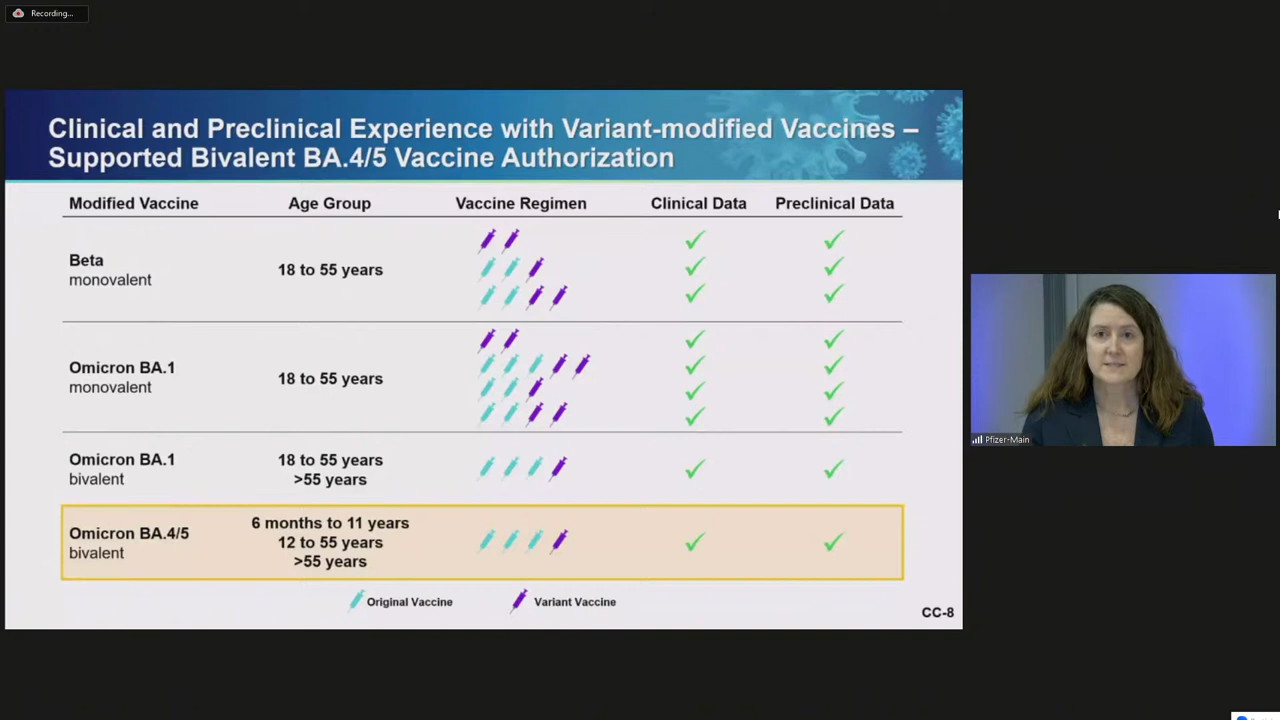 Recording...
Clinical and Preclinical Experience with Variant-modified Vaccines –
Supported Bivalent BA.4/5 Vaccine Authorization
Modified Vaccine Age Group Vaccine Regimen Clinical Data Preclinical Data
Beta
monovalent
18 to 55 years
Omicron BA.1
monovalent
18 to 55 years
Omicron BA.1
bivalent
18 to 55 years
>55 years
Omicron BA.4/5
bivalent
6 months to 11 years
12 to 55 years
>55 years
Original Vaccine Variant Vaccine
CC-8
Pfizer-Main